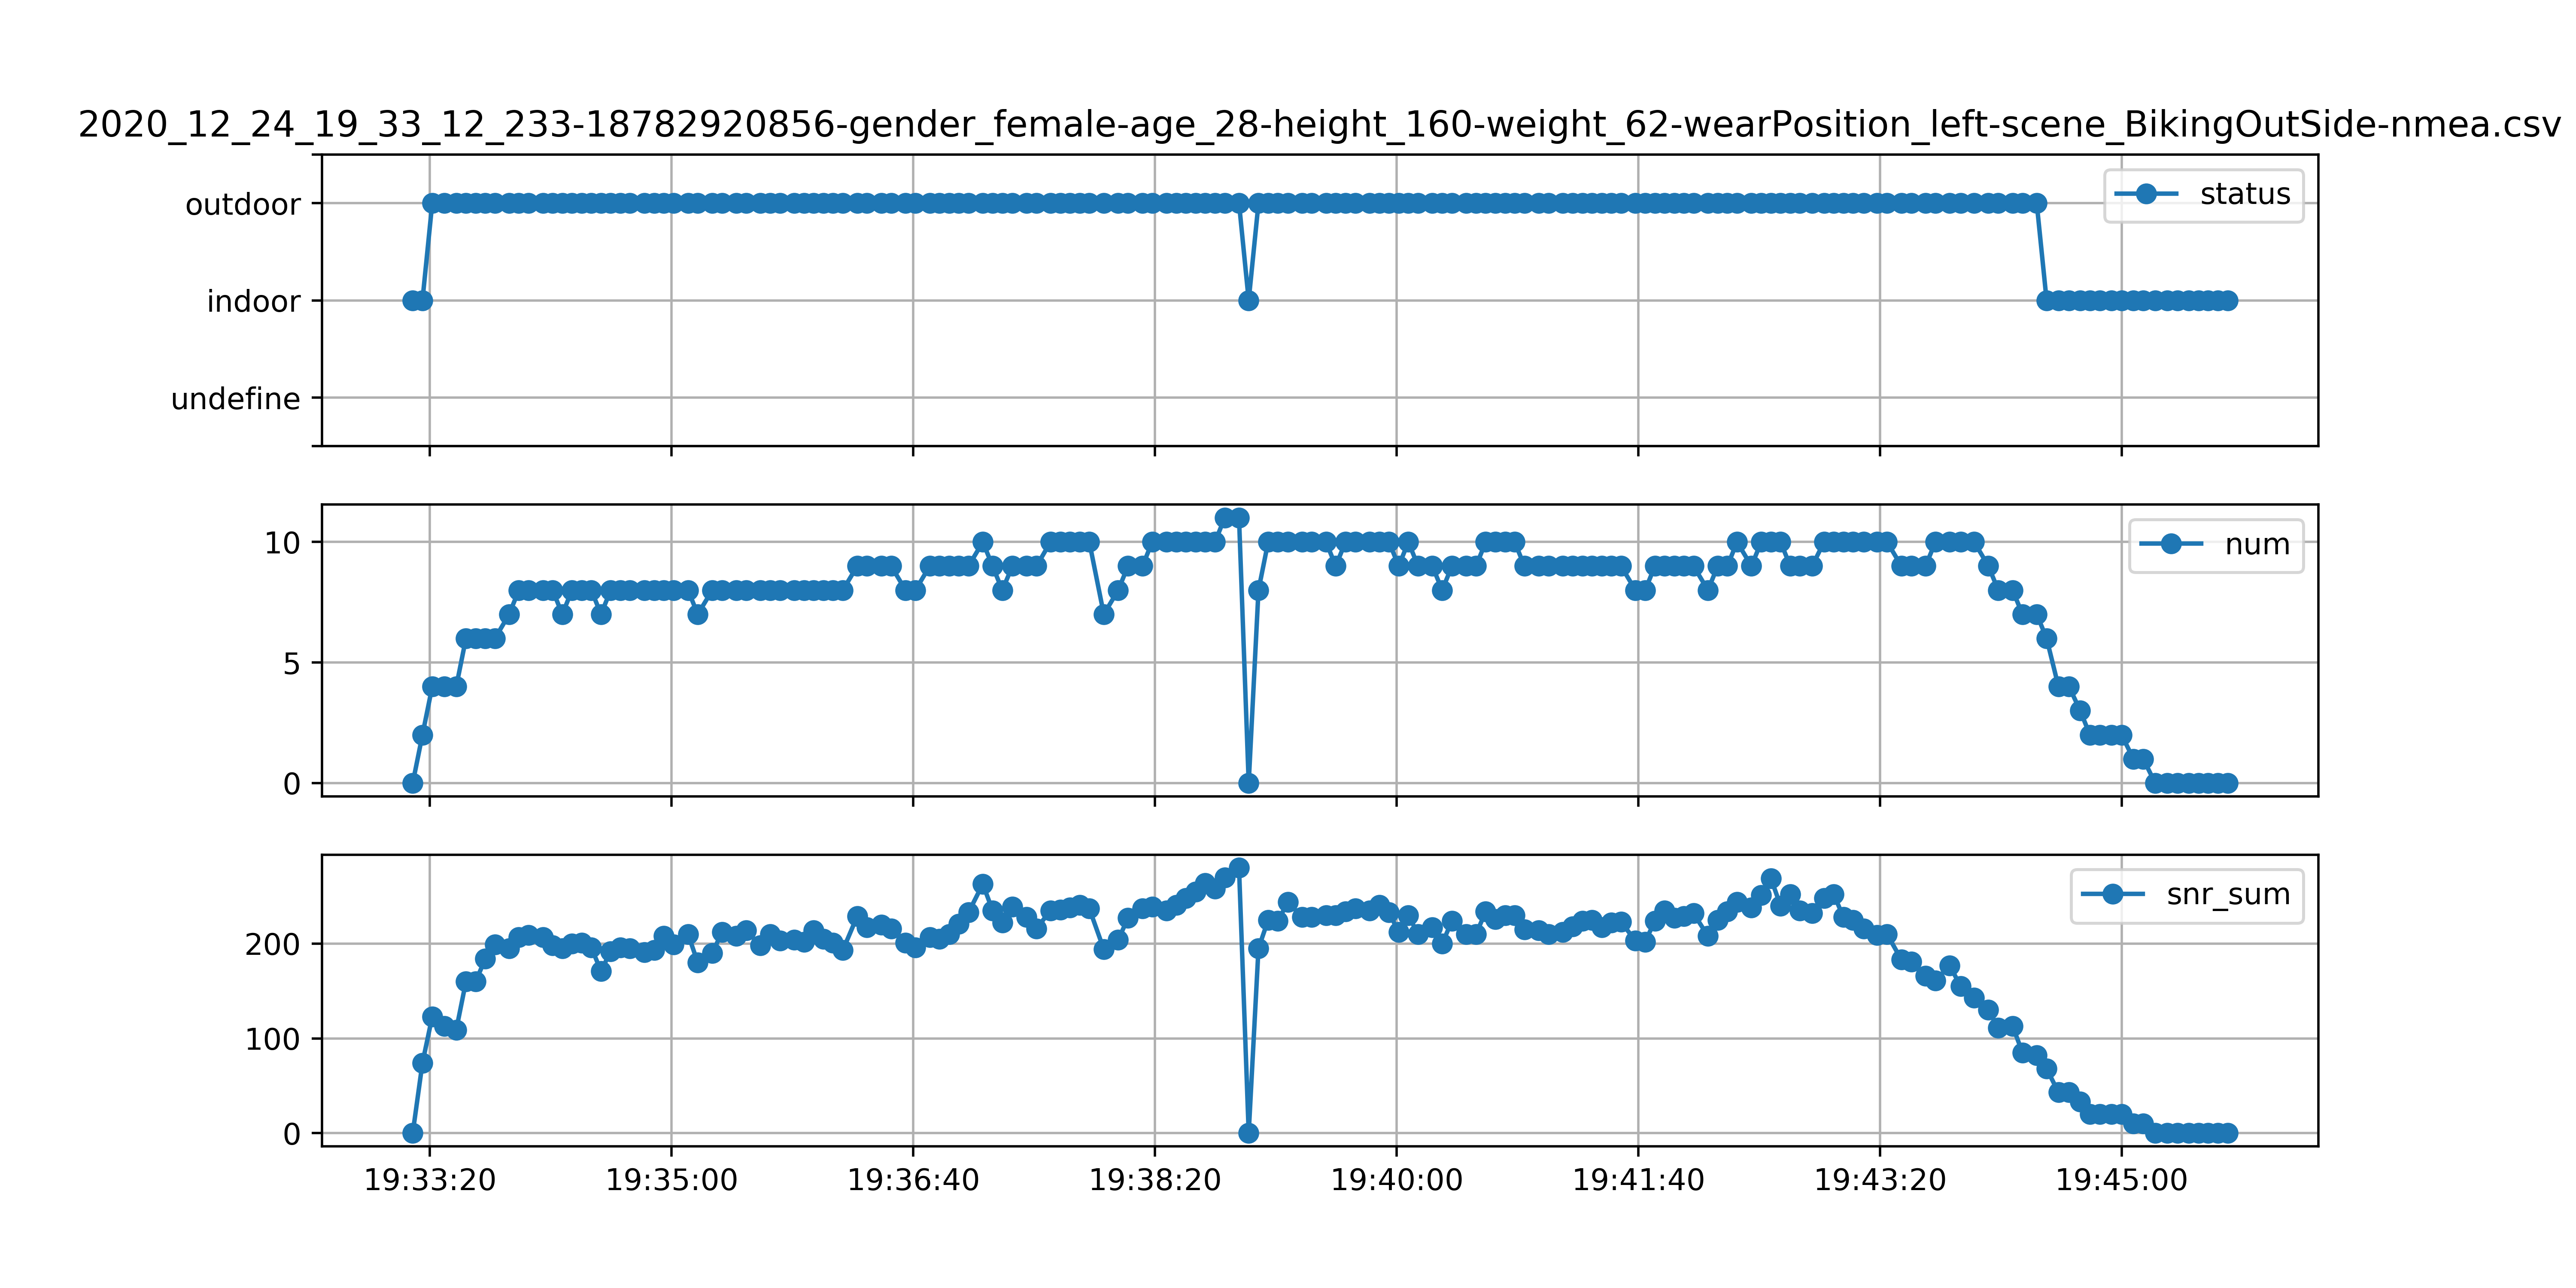 2020_12_24_19_33_12_233-18782920856-gender_female-age_28-height_160-weight_62-wearPosition_left-scene_BikingOutSide-nmea.csv
outdoor
status
indoor
undefine
10
num
5
0
snr_sum
200
100
0
19:33:20 19:35:00 19:36:40 19:38:20 19:40:00 19:41:40 19:43:20 19:45:00